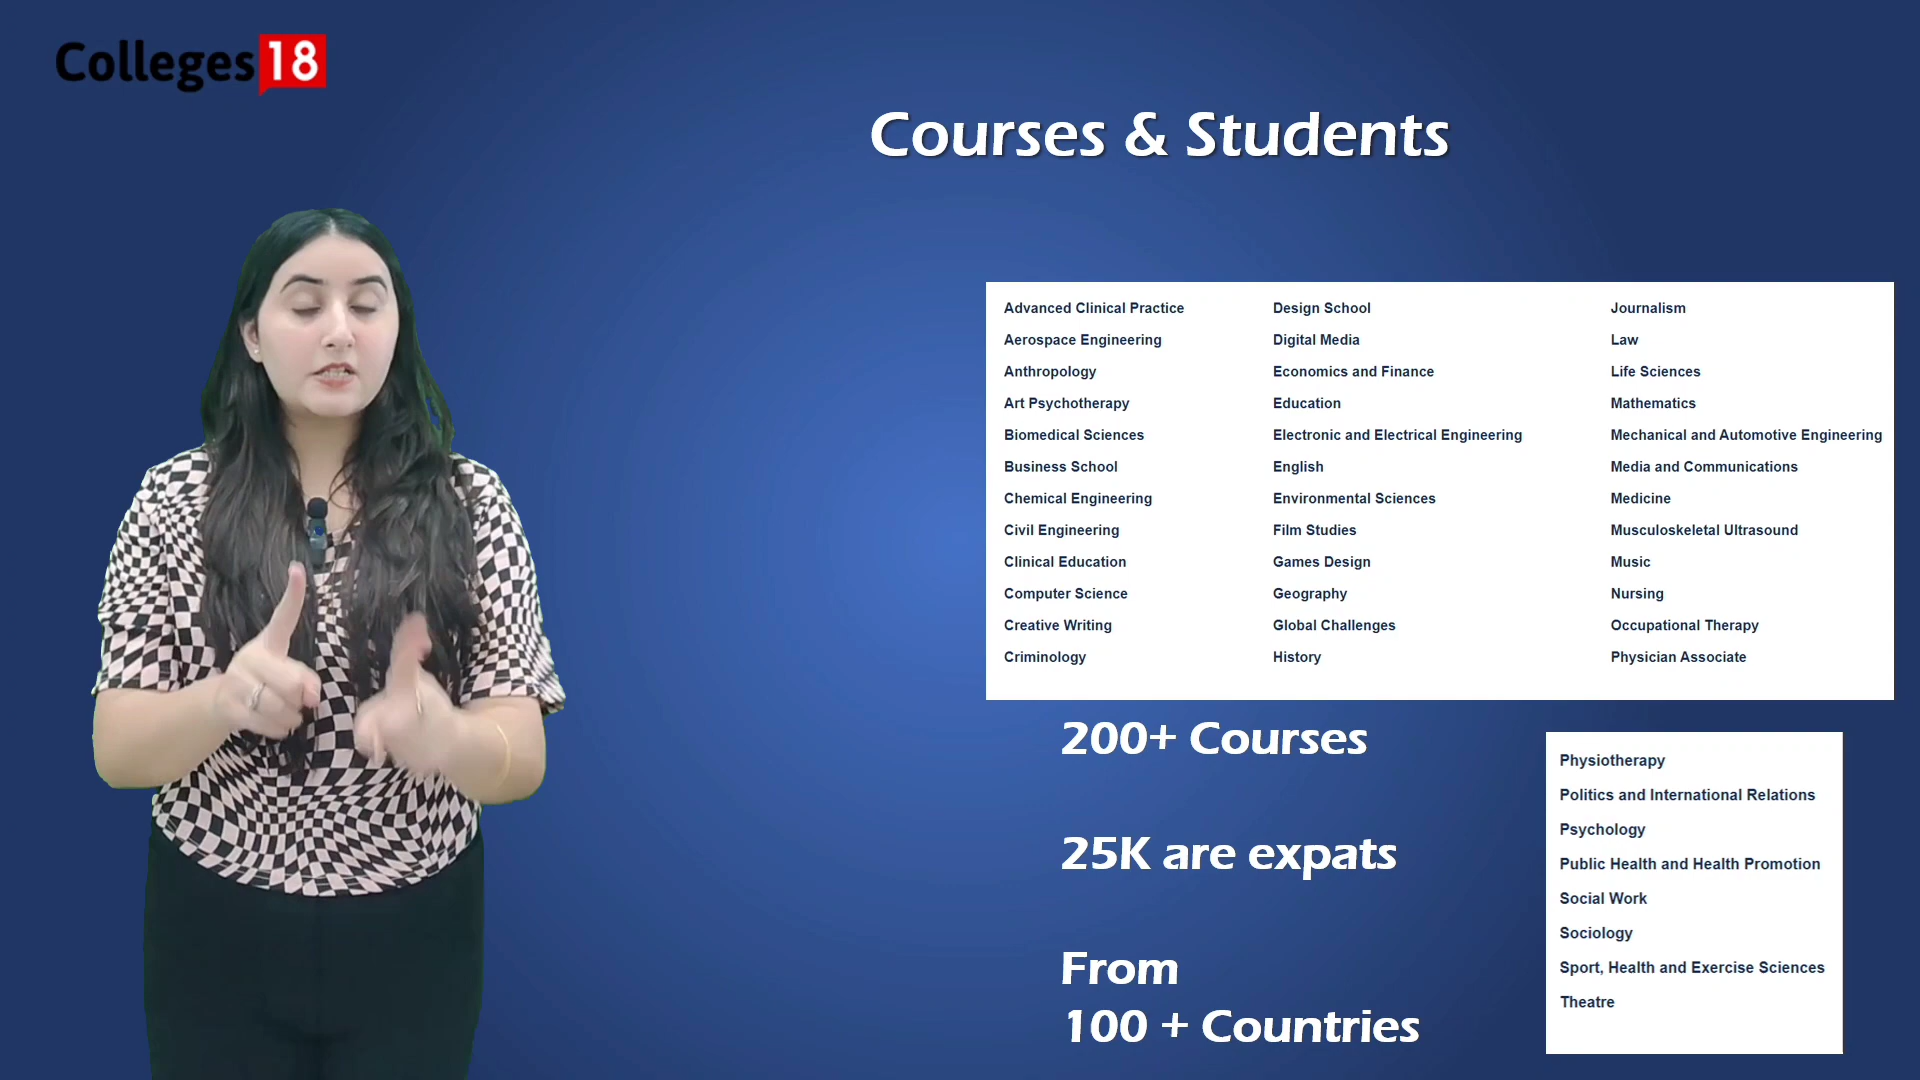 Colleges18
Courses & Students
Advanced Clinical Practice
Aerospace Engineering
Anthropology
Art Psychotherapy
Biomedical Sciences
Business School
Chemical Engineering
Civil Engineering
Clinical Education
Computer Science
Creative Writing
Criminology
Design School
Digital Media
Economics and Finance
Education
Electronic and Electrical Engineering
English
Environmental Sciences
Film Studies
Games Design
Geography
Global Challenges
History
Journalism
Law
Life Sciences
Mathematics
Mechanical and Automotive Engineering
Media and Communications
Medicine
Musculoskeletal Ultrasound
Music
Nursing
Occupational Therapy
Physician Associate
200+ Courses
25K are expats
From
100 + Countries
Physiotherapy
Politics and International Relations
Psychology
Public Health and Health Promotion
Social Work
Sociology
Sport, Health and Exercise Sciences
Theatre